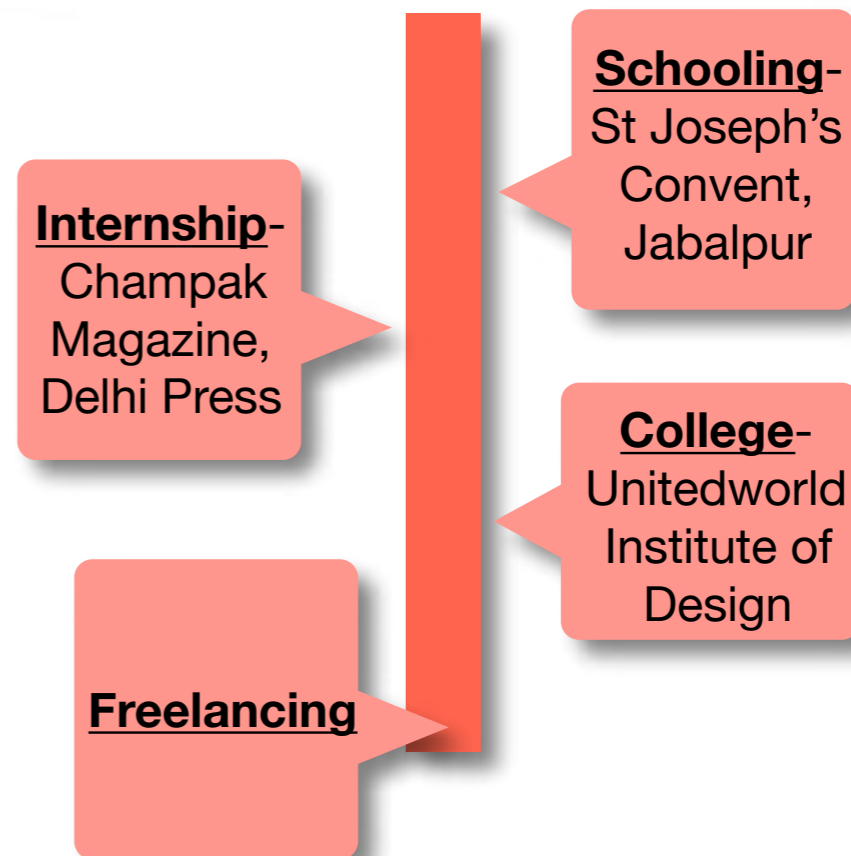 Schooling-
St Joseph’s
Convent,
Jabalpur
Internship-
Champak
Magazine,
Delhi Press
College-
Unitedworld
Institute of
Design
Freelancing